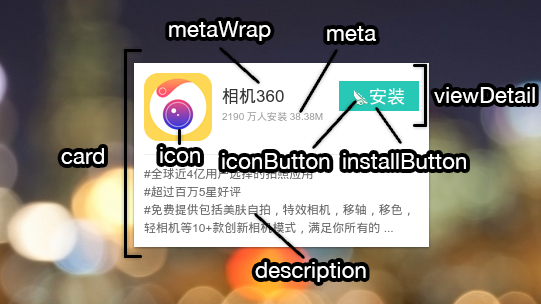 metaWrap
meta
相机360
安装
2190 万人安装 38.38M
viewDetail
card
icon
iconButton
installButton
#全球近4亿用户选择的拍照应用
#超过百万5星好评
#免费提供包括美肤自拍，特效相机，移轴，移色，
轻相机等10+款创新相机模式，满足你所有的 ...
description